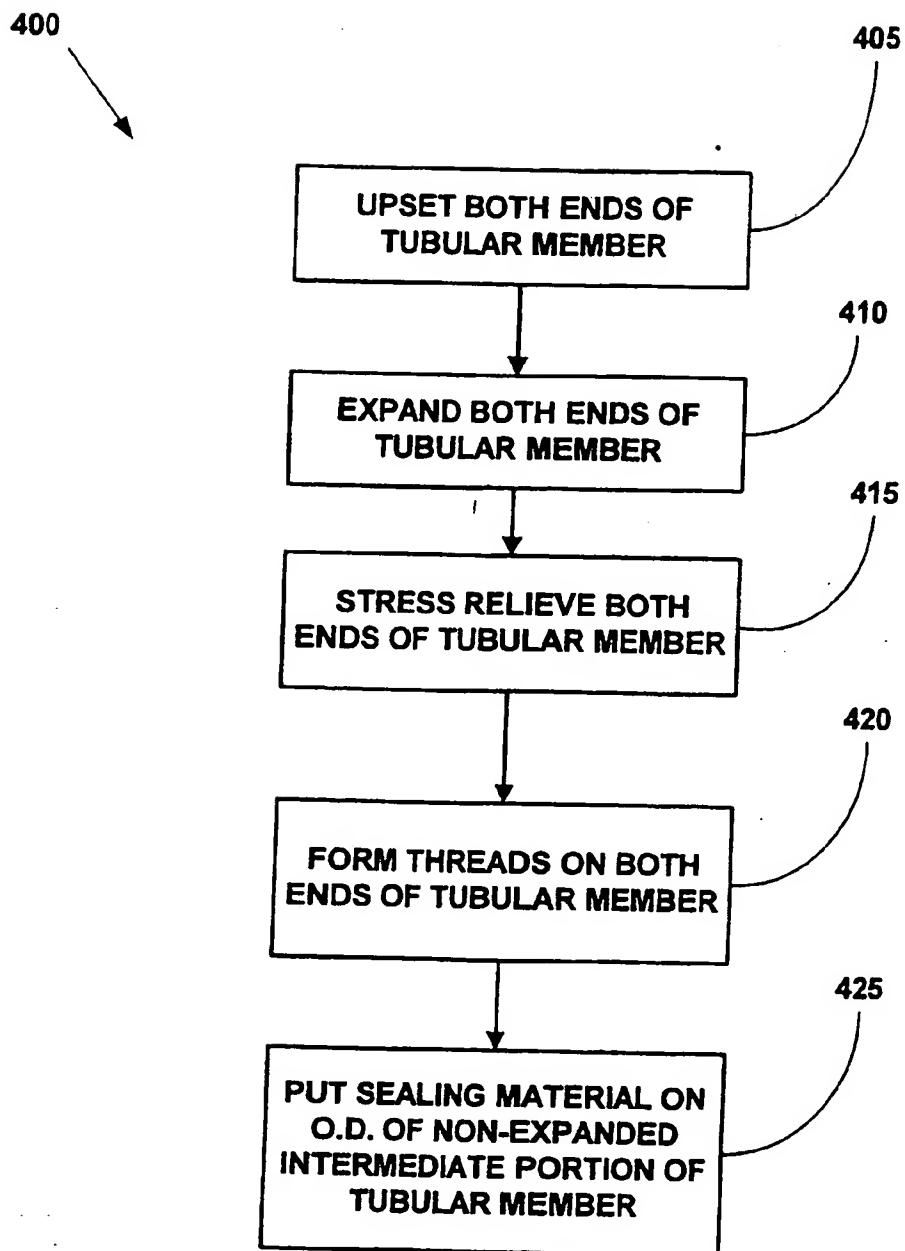 400
405
UPSET BOTH ENDS OF
TUBULAR MEMBER
410
EXPAND BOTH ENDS OF
TUBULAR MEMBER
415
STRESS RELIEVE BOTH
ENDS OF TUBULAR MEMBER
420
FORM THREADS ON BOTH
ENDS OF TUBULAR MEMBER
425
PUT SEALING MATERIAL ON
O.D. OF NON-EXPANDED
INTERMEDIATE PORTION OF
TUBULAR MEMBER